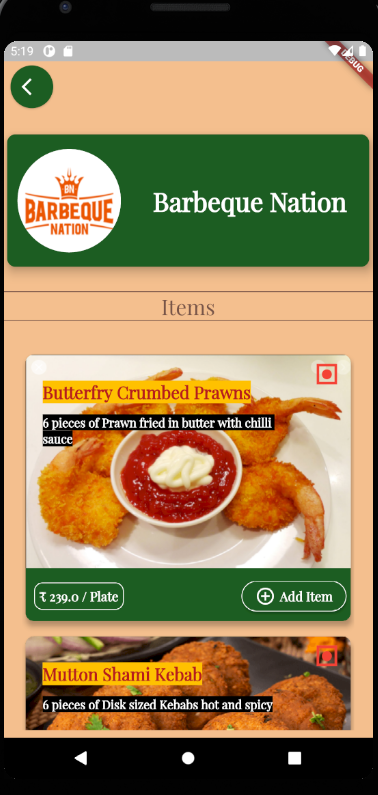 5:19
DEBUG
BN
BARBEQUE
NATION
Barbeque Nation
Items
Butterfry Crumbed Prawns
6 pieces of Prawn fried in butter with chilli
sauce
₹ 239.0 / Plate
Add Item
Mutton Shami Kebab
6 pieces of Disk sized Kebabs hot and spicy